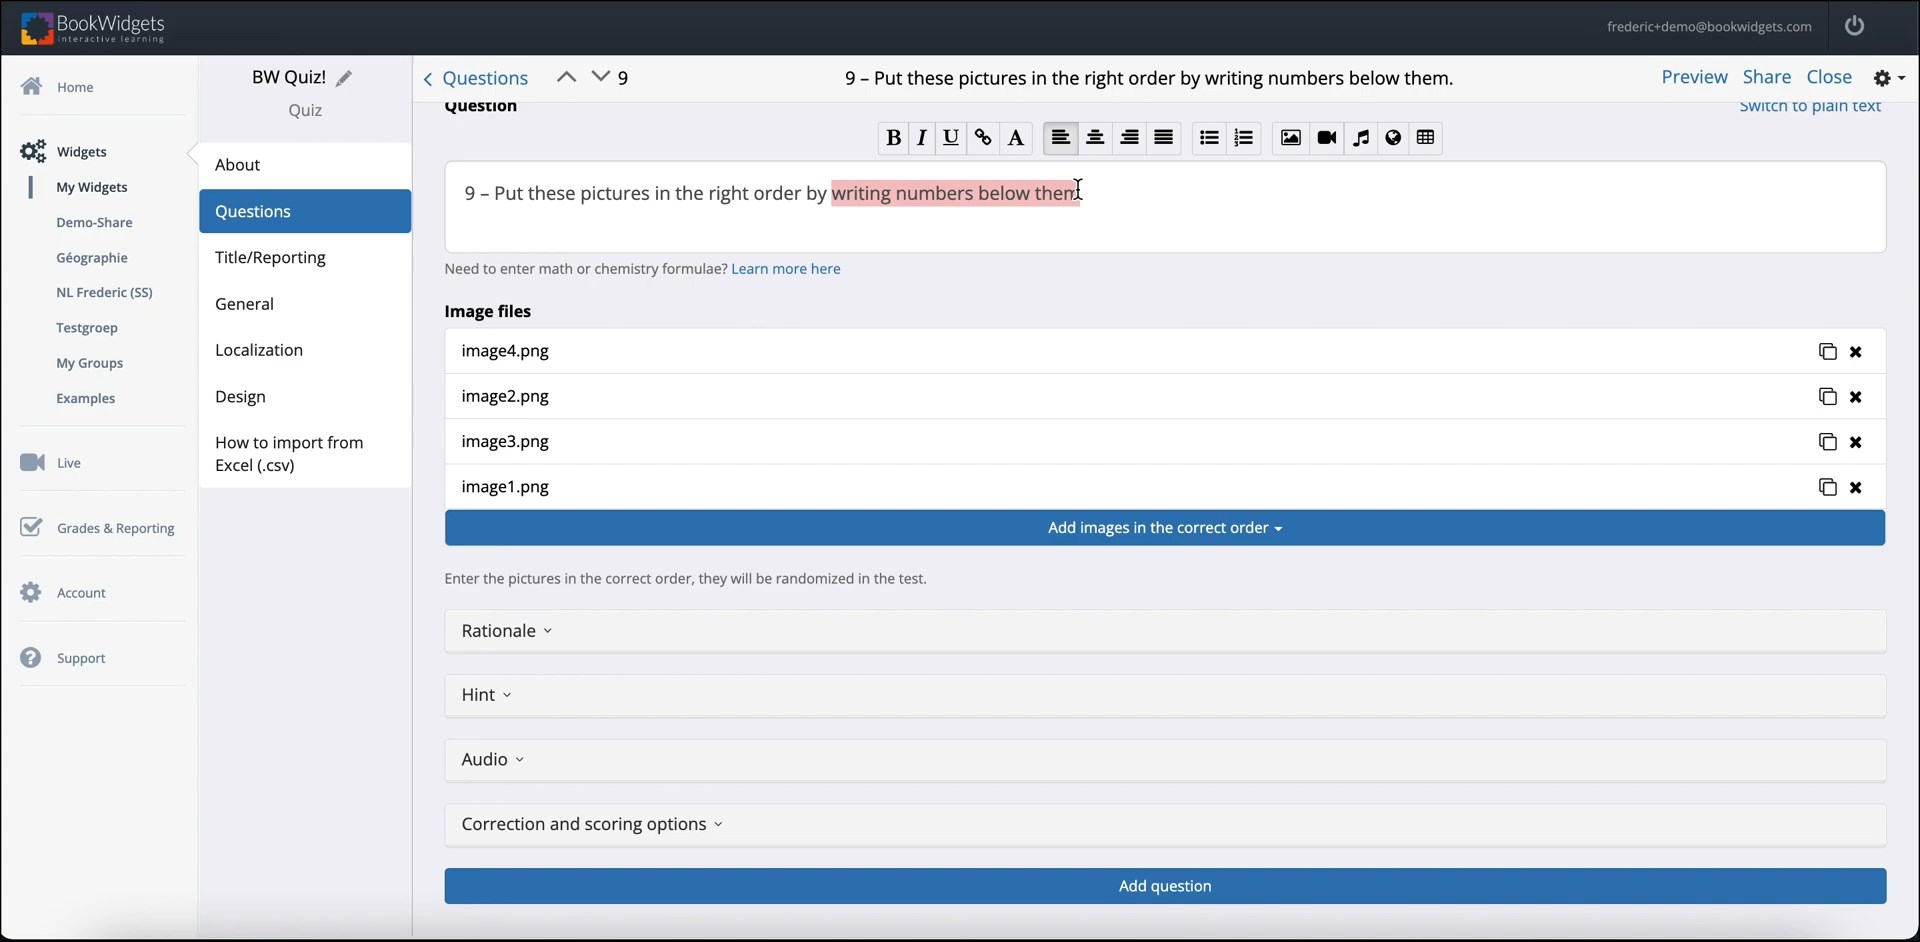 BookWidgets
interactive learning
frederic+demo@bookwidgets.com
Home
Widgets
My Widgets
Demo-Share
Géographie
NL Frederic (SS)
Testgroep
My Groups
Examples
Live
Grades & Reporting
Account
Support
BW Quiz!
Quiz
About
Questions
Title/Reporting
General
Localization
Design
How to import from
Excel (.csv)
Questions 9 9 – Put these pictures in the right order by writing numbers below them. Preview Share Close
Question Switch to plain text
B I U A
9 – Put these pictures in the right order by writing numbers below them
Need to enter math or chemistry formulae? Learn more here
Image files
image4.png
image2.png
image3.png
image1.png
Add images in the correct order
Enter the pictures in the correct order, they will be randomized in the test.
Rationale
Hint
Audio
Correction and scoring options
Add question